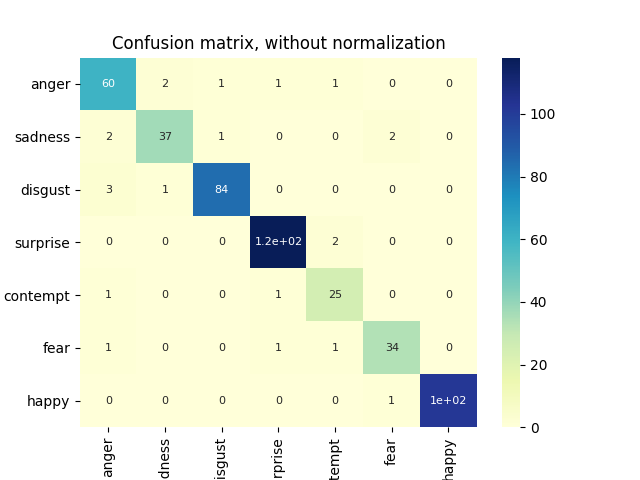 Confusion matrix, without normalization
anger 60 2 1 1 1 0 0
sadness 2 37 1 0 0 2 0
disgust 3 1 84 0 0 0 0
surprise 0 0 0 1.2e+02 2 0 0
contempt 1 0 0 1 25 0 0
fear 1 0 0 1 1 34 0
happy 0 0 0 0 0 1 1e+02
anger dness isgust rprise tempt fear happy
100
80
60
40
20
0